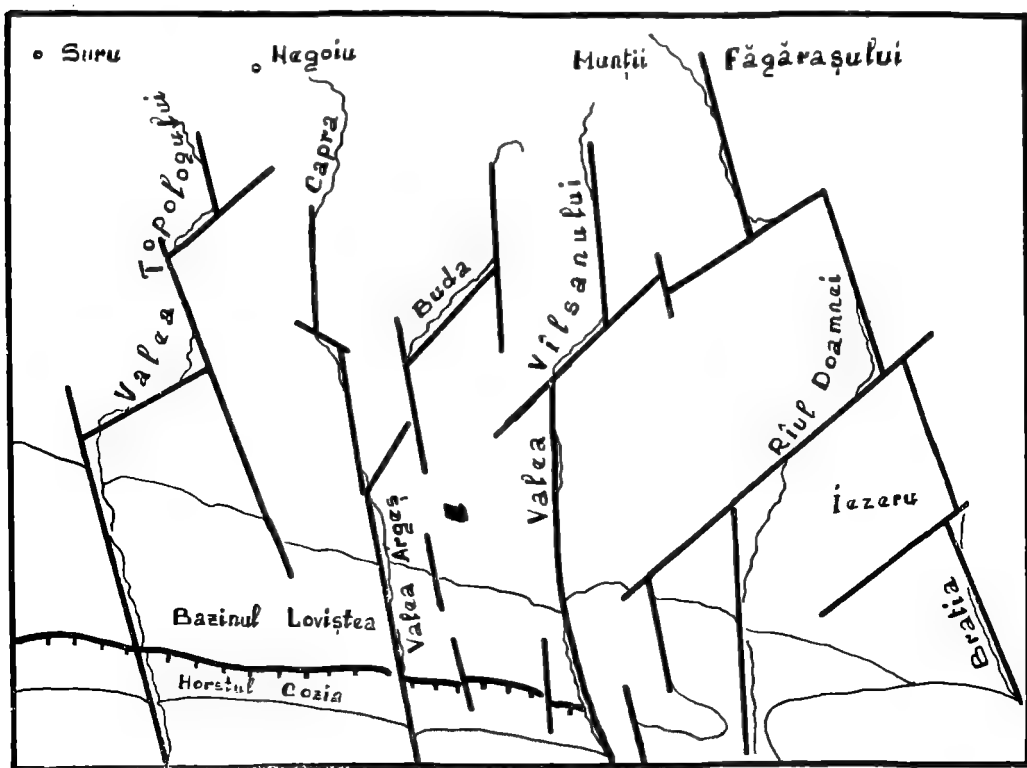 Suru
Negoiu
Munții Făgărașului
Valea Topologului
Capra
Buda
Valea Vîlsanului
Rîul Doamnei
Iezeru
Valea Argeș
Bazinul Loviștea
Horstul Cozia
Bratia